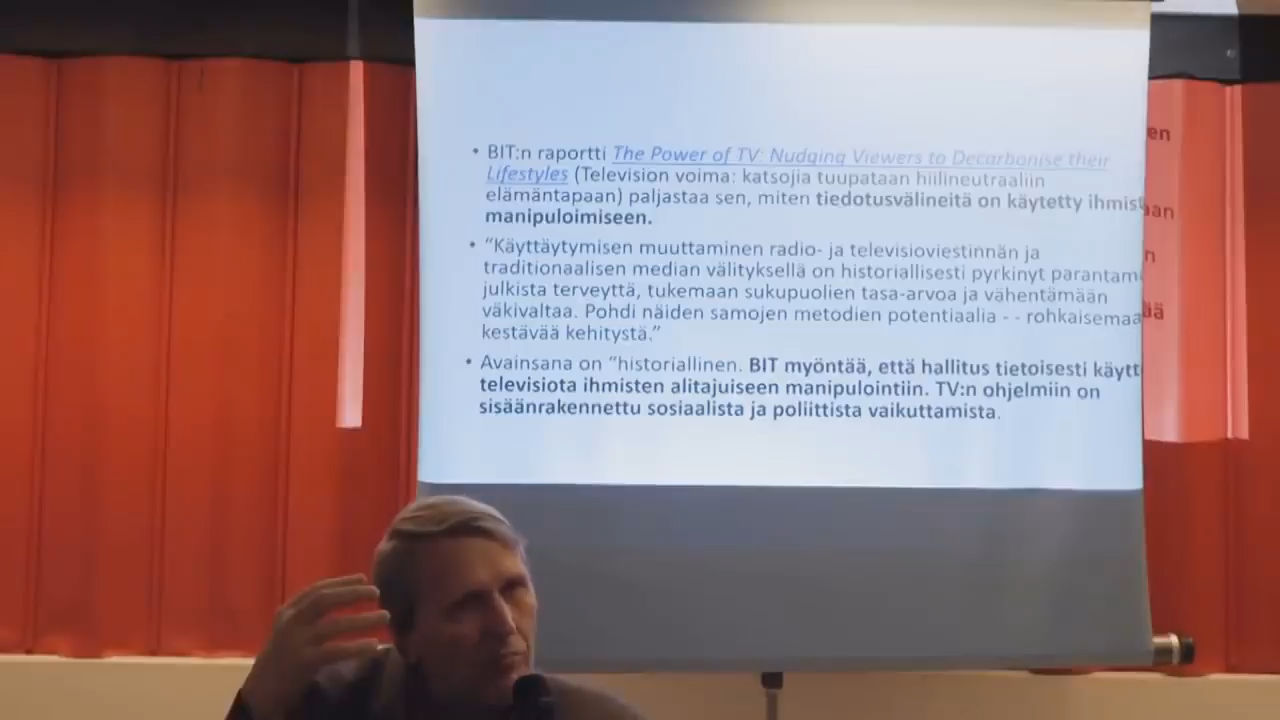 • BIT:n raportti The Power of TV: Nudging Viewers to Decarbonise their
Lifestyles (Television voima: katsojia tuupataan hiilineutraaliin
elämäntapaan) paljastaa sen, miten tiedotusvälineitä on käytetty ihmist
manipuloimiseen.
• “Käyttäytymisen muuttaminen radio- ja televisioviestinnän ja
traditionaalisen median välityksellä on historiallisesti pyrkinyt parantam
julkista terveyttä, tukemaan sukupuolien tasa-arvoa ja vähentämään
väkivaltaa. Pohdi näiden samojen metodien potentiaalia - - rohkaisemaa
kestävää kehitystä.”
• Avainsana on “historiallinen. BIT myöntää, että hallitus tietoisesti käytt
televisiota ihmisten alitajuiseen manipulointiin. TV:n ohjelmiin on
sisäänrakennettu sosiaalista ja poliittista vaikuttamista.
en
aan
n
ää